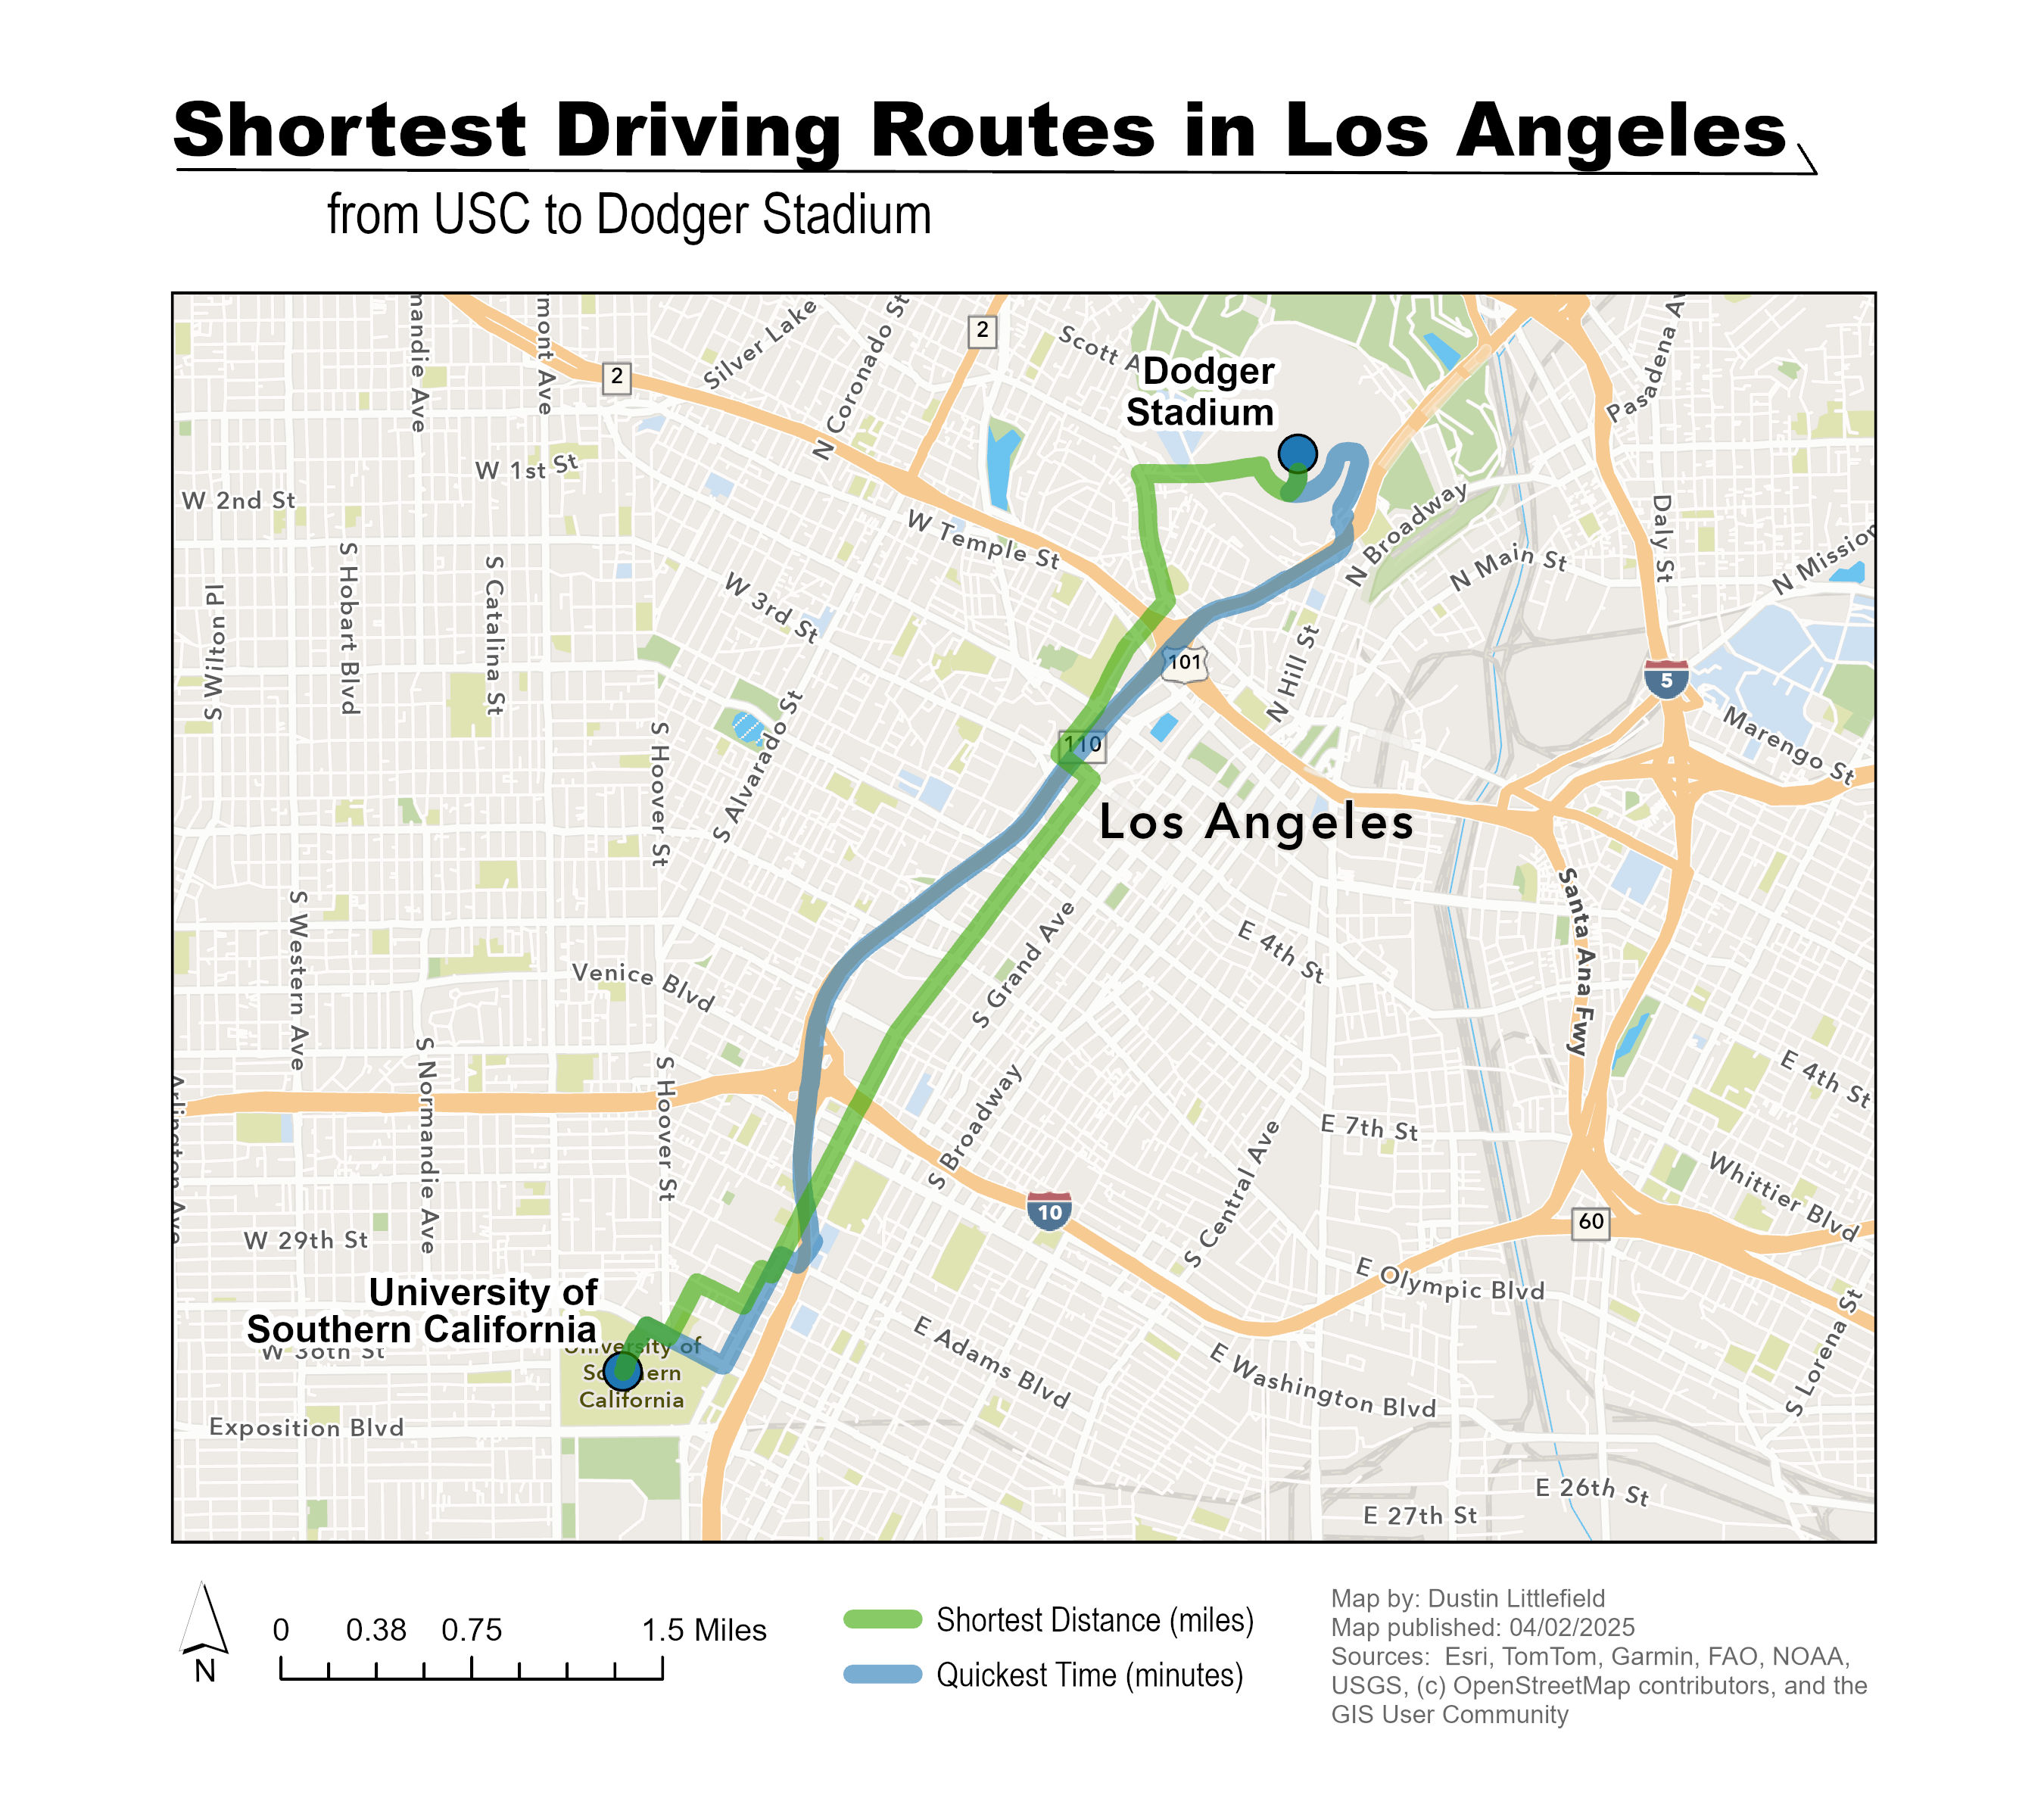 Shortest Driving Routes in Los Angeles
from USC to Dodger Stadium
2
2
Silver Lake
N Coronado St
Scott A
Dodger
Stadium
Pasadena A
mandie Ave
mont Ave
W 1st St
W 2nd St
W Temple St
N Broadway
N Main St
Daly St
N Mission
S Wilton Pl
S Hobart Blvd
S Catalina St
W 3rd St
101
N Hill St
5
Marengo St
S Hoover St
S Alvarado St
110
Los Angeles
S Western Ave
Venice Blvd
S Grand Ave
E 4th St
Santa Ana Fwy
S Normandie Ave
S Hoover St
S Broadway
E 7th St
E 4th St
Arlington Ave
S Central Ave
Whittier Blvd
10
60
W 29th St
E Olympic Blvd
University of
Southern California
W 36th St
University of
Southern
California
E Adams Blvd
E Washington Blvd
S Lorena St
Exposition Blvd
E 26th St
E 27th St
N
0 0.38 0.75 1.5 Miles
Shortest Distance (miles)
Quickest Time (minutes)
Map by: Dustin Littlefield
Map published: 04/02/2025
Sources: Esri, TomTom, Garmin, FAO, NOAA,
USGS, (c) OpenStreetMap contributors, and the
GIS User Community